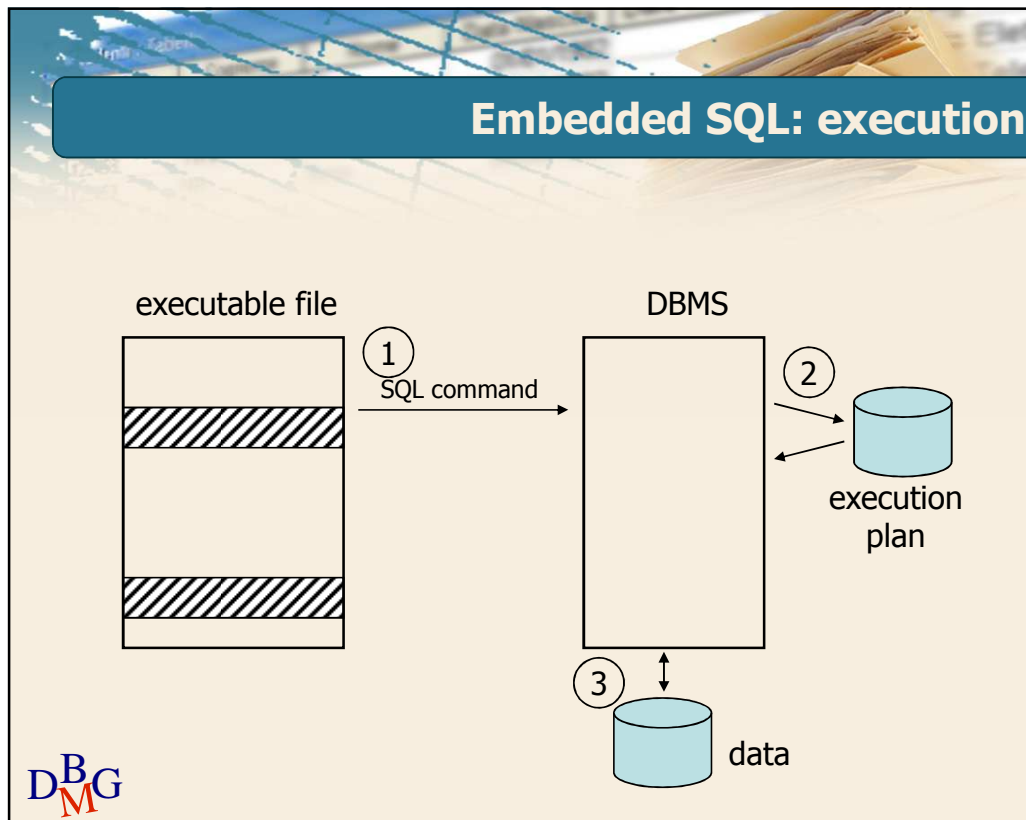 Embedded SQL: execution
executable file
DBMS
1
SQL command
2
execution
plan
3
data
DBMG